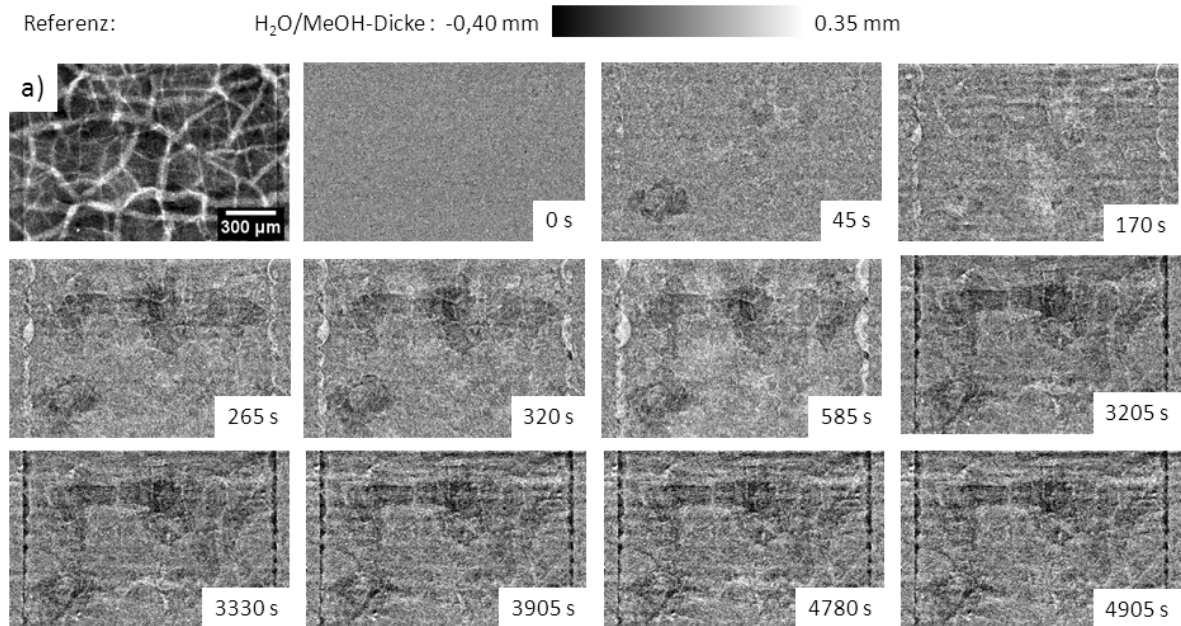 Referenz: H₂O/MeOH-Dicke : -0,40 mm 0.35 mm
a)
300 µm
0 s
45 s
170 s
265 s
320 s
585 s
3205 s
3330 s
3905 s
4780 s
4905 s